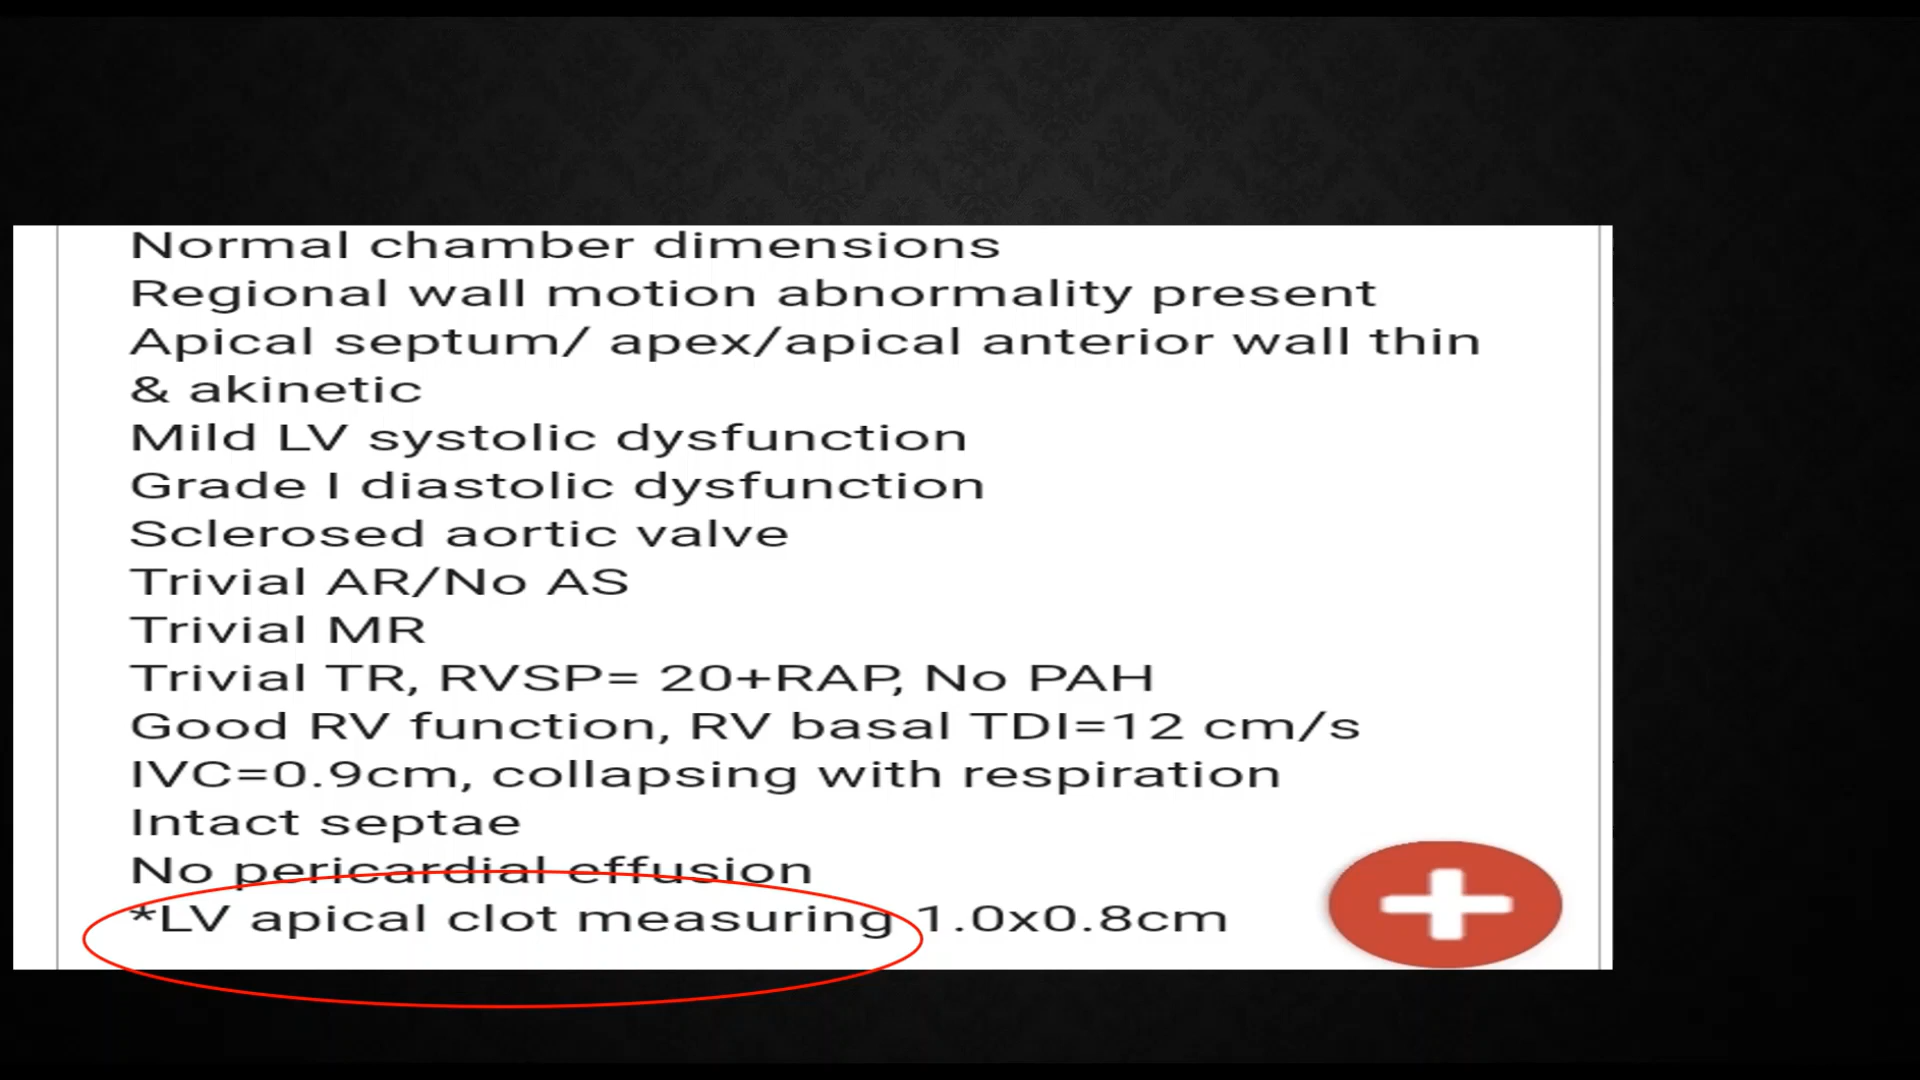 Normal chamber dimensions
Regional wall motion abnormality present
Apical septum/ apex/apical anterior wall thin
& akinetic
Mild LV systolic dysfunction
Grade I diastolic dysfunction
Sclerosed aortic valve
Trivial AR/No AS
Trivial MR
Trivial TR, RVSP= 20+RAP, No PAH
Good RV function, RV basal TDI=12 cm/s
IVC=0.9cm, collapsing with respiration
Intact septae
No pericardial effusion
*LV apical clot measuring 1.0x0.8cm